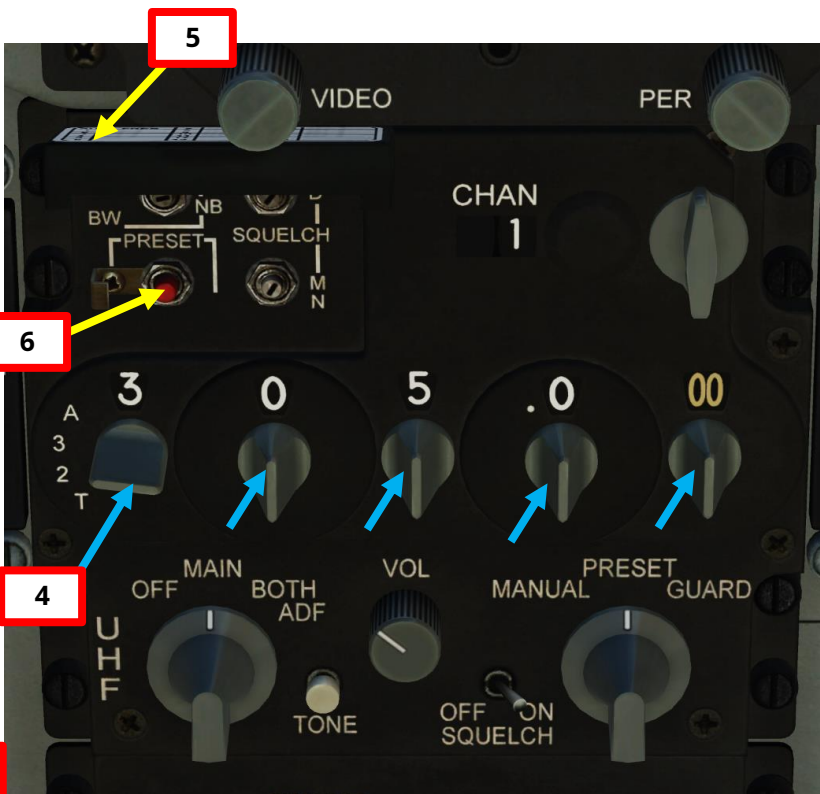 5
VIDEO
PER
BW
NB
CHAN
1
PRESET
SQUELCH
D
M
N
6
3
0
5
.0
00
A
3
2
T
4
OFF
MAIN
BOTH
ADF
VOL
MANUAL
PRESET
GUARD
UHF
TONE
OFF ON
SQUELCH